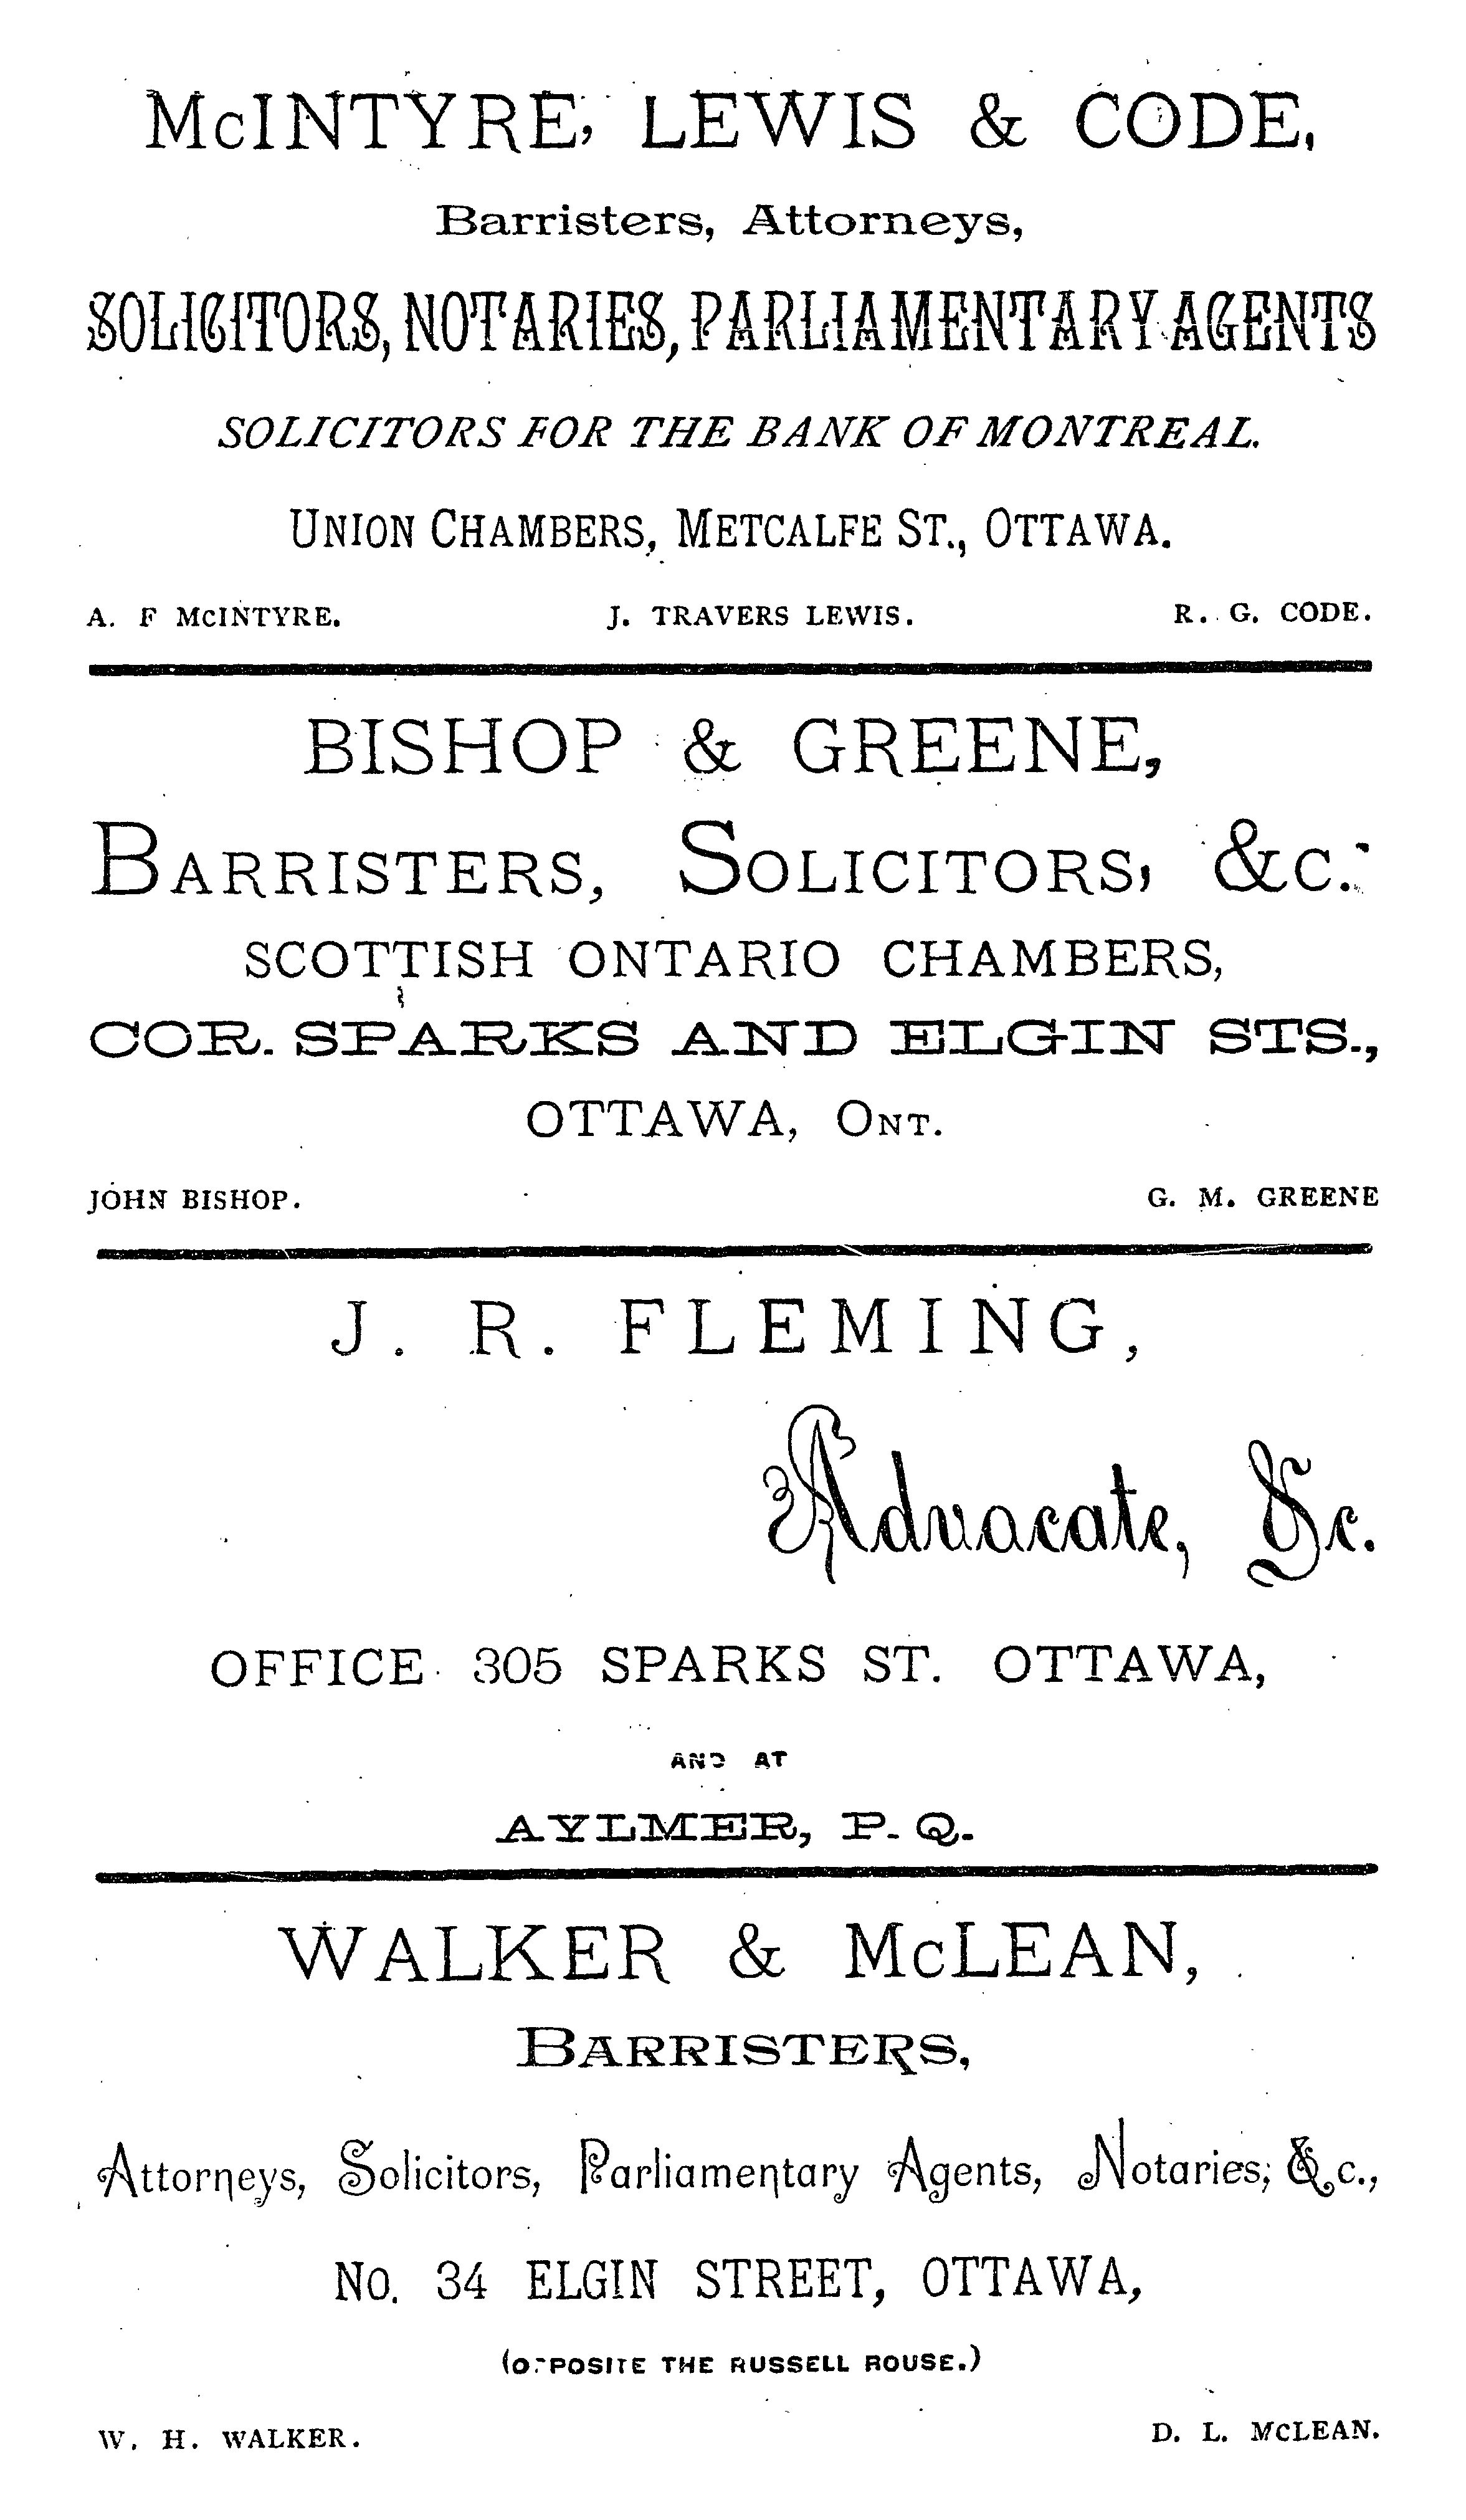 McINTYRE, LEWIS & CODE,
Barristers, Attorneys,
SOLICITORS, NOTARIES, PARLIAMENTARY AGENTS
SOLICITORS FOR THE BANK OF MONTREAL.
UNION CHAMBERS, METCALFE ST., OTTAWA.
A. F McINTYRE. J. TRAVERS LEWIS. R. G. CODE.
BISHOP & GREENE,
BARRISTERS, SOLICITORS, &C.
SCOTTISH ONTARIO CHAMBERS,
COR. SPARKS AND ELGIN STS.,
OTTAWA, ONT.
JOHN BISHOP. G. M. GREENE
J. R. FLEMING,
Advocate, &c.
OFFICE 305 SPARKS ST. OTTAWA,
AND AT
AYLMER, P. Q.
WALKER & McLEAN,
BARRISTERS,
Attorneys, Solicitors, Parliamentary Agents, Notaries, &c.,
No. 34 ELGIN STREET, OTTAWA,
(OPPOSITE THE RUSSELL HOUSE.)
W. H. WALKER. D. L. McLEAN.